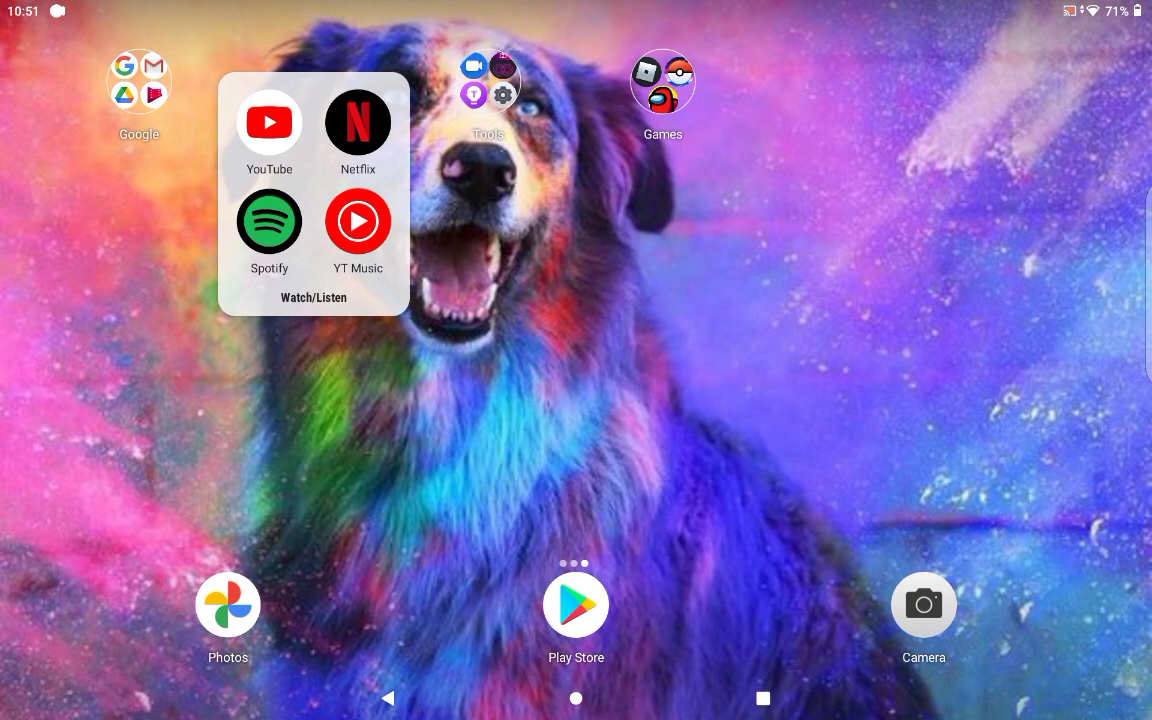 10:51
71%
Google
Tools
Games
YouTube
Netflix
Spotify
YT Music
Watch/Listen
Photos
Play Store
Camera